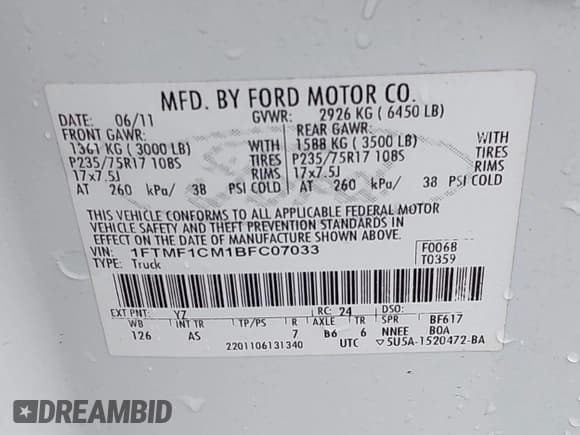 MFD. BY FORD MOTOR CO.
DATE: 06/11 GVWR: 2926 KG ( 6450 LB)
FRONT GAWR: REAR GAWR:
1361 KG ( 3000 LB) WITH 1588 KG ( 3500 LB) WITH
P235/75R17 108S TIRES P235/75R17 108S TIRES
17x7.5J RIMS 17x7.5J RIMS
AT 260 kPa/ 38 PSI COLD AT 260 kPa/ 38 PSI COLD
THIS VEHICLE CONFORMS TO ALL APPLICABLE FEDERAL MOTOR
VEHICLE SAFETY AND THEFT PREVENTION STANDARDS IN
EFFECT ON THE DATE OF MANUFACTURE SHOWN ABOVE.
VIN: 1FTMF1CM1BFC07033 F0068
TYPE: Truck T0359
EXT PNT: YZ RC: 24 DSO:
WB INT TR TP/PS R AXLE TR SPR BF617
126 AS 7 B6 6 NNEE BOA
2201106131340 UTC ▽5U5A-1520472-BA
DREAMBID